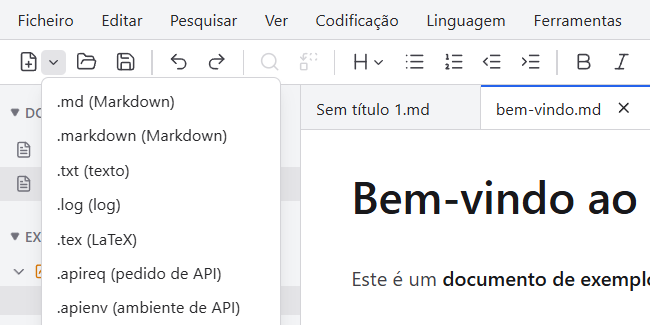 Ficheiro Editar Pesquisar Ver Codificação Linguagem Ferramentas
H B I
.md (Markdown)
.markdown (Markdown)
.txt (texto)
.log (log)
.tex (LaTeX)
.apireq (pedido de API)
.apienv (ambiente de API)
DO
EX
Sem título 1.md
bem-vindo.md
Bem-vindo ao
Este é um documento de exemplo